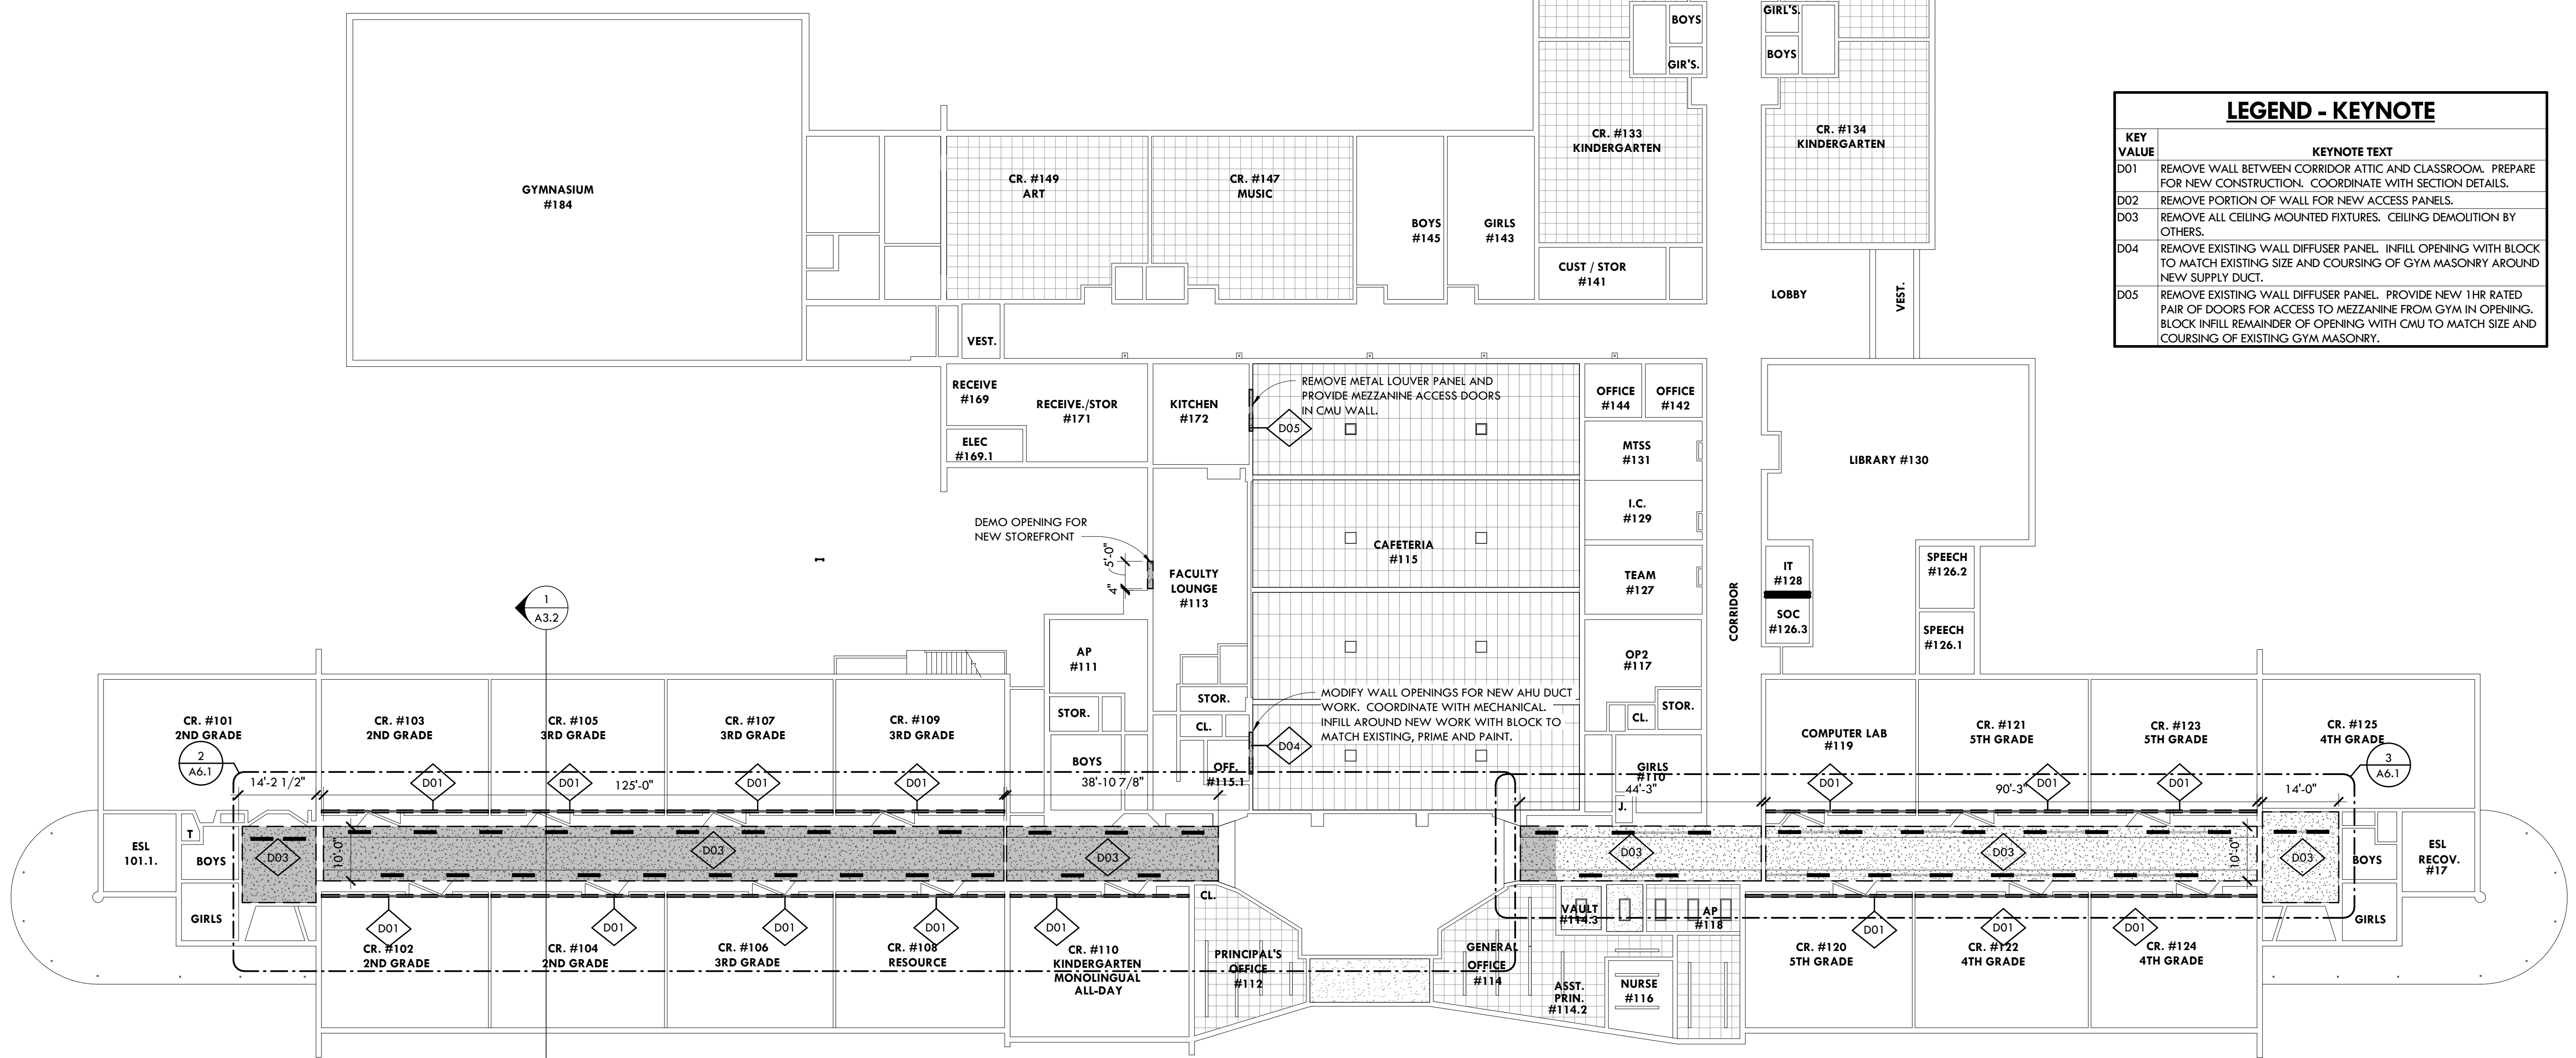 BOYS
GIR'S.
GIRL'S.
BOYS
CR. #133
KINDERGARTEN
CR. #134
KINDERGARTEN
LEGEND - KEYNOTE
KEY
VALUE
KEYNOTE TEXT
D01 REMOVE WALL BETWEEN CORRIDOR ATTIC AND CLASSROOM. PREPARE
FOR NEW CONSTRUCTION. COORDINATE WITH SECTION DETAILS.
D02 REMOVE PORTION OF WALL FOR NEW ACCESS PANELS.
D03 REMOVE ALL CEILING MOUNTED FIXTURES. CEILING DEMOLITION BY
OTHERS.
D04 REMOVE EXISTING WALL DIFFUSER PANEL. INFILL OPENING WITH BLOCK
TO MATCH EXISTING SIZE AND COURSING OF GYM MASONRY AROUND
NEW SUPPLY DUCT.
D05 REMOVE EXISTING WALL DIFFUSER PANEL. PROVIDE NEW 1HR RATED
PAIR OF DOORS FOR ACCESS TO MEZZANINE FROM GYM IN OPENING.
BLOCK INFILL REMAINDER OF OPENING WITH CMU TO MATCH SIZE AND
COURSING OF EXISTING GYM MASONRY.
GYMNASIUM
#184
CR. #149
ART
CR. #147
MUSIC
BOYS
#145
GIRLS
#143
CUST / STOR
#141
LOBBY
VEST.
VEST.
RECEIVE
#169
RECEIVE./STOR
#171
ELEC
#169.1
KITCHEN
#172
REMOVE METAL LOUVER PANEL AND
PROVIDE MEZZANINE ACCESS DOORS
IN CMU WALL.
D05
OFFICE
#144
OFFICE
#142
MTSS
#131
I.C.
#129
TEAM
#127
OP2
#117
CL.
STOR.
LIBRARY #130
CORRIDOR
IT
#128
SOC
#126.3
SPEECH
#126.2
SPEECH
#126.1
DEMO OPENING FOR
NEW STOREFRONT
5'-0"
4"
FACULTY
LOUNGE
#113
CAFETERIA
#115
1
A3.2
AP
#111
STOR.
STOR.
CL.
BOYS
OFF.
#115.1
MODIFY WALL OPENINGS FOR NEW AHU DUCT
WORK. COORDINATE WITH MECHANICAL.
INFILL AROUND NEW WORK WITH BLOCK TO
MATCH EXISTING, PRIME AND PAINT.
D04
GIRLS
#110
J.
CR. #101
2ND GRADE
CR. #103
2ND GRADE
CR. #105
3RD GRADE
CR. #107
3RD GRADE
CR. #109
3RD GRADE
COMPUTER LAB
#119
CR. #121
5TH GRADE
CR. #123
5TH GRADE
CR. #125
4TH GRADE
2
A6.1
3
A6.1
D01
D01
D01
D01
D01
D01
D01
14'-2 1/2"
125'-0"
38'-10 7/8"
44'-3"
90'-3"
14'-0"
ESL
101.1.
T
BOYS
GIRLS
D03
10'-0"
D03
D03
D03
D03
10'-0"
D03
BOYS
GIRLS
ESL
RECOV.
#17
D01
D01
D01
D01
D01
D01
D01
D01
CR. #102
2ND GRADE
CR. #104
2ND GRADE
CR. #106
3RD GRADE
CR. #108
RESOURCE
CR. #110
KINDERGARTEN
MONOLINGUAL
ALL-DAY
CL.
PRINCIPAL'S
OFFICE
#112
GENERAL
OFFICE
#114
VAULT
#114.3
AP
#118
ASST.
PRIN.
#114.2
NURSE
#116
CR. #120
5TH GRADE
CR. #122
4TH GRADE
CR. #124
4TH GRADE